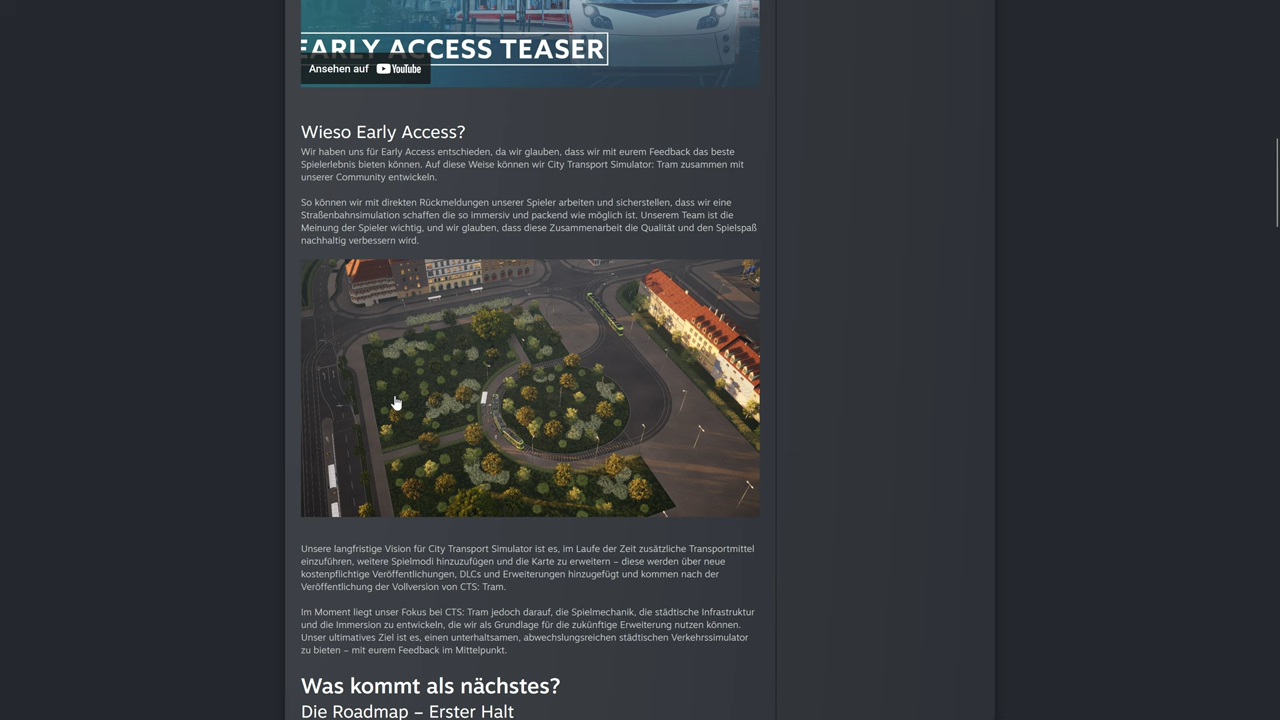 EARLY ACCESS TEASER
Ansehen auf YouTube
Wieso Early Access?
Wir haben uns für Early Access entschieden, da wir glauben, dass wir mit eurem Feedback das beste
Spielerlebnis bieten können. Auf diese Weise können wir City Transport Simulator: Tram zusammen mit
unserer Community entwickeln.
So können wir mit direkten Rückmeldungen unserer Spieler arbeiten und sicherstellen, dass wir eine
Straßenbahnsimulation schaffen die so immersiv und packend wie möglich ist. Unserem Team ist die
Meinung der Spieler wichtig, und wir glauben, dass diese Zusammenarbeit die Qualität und den Spielspaß
nachhaltig verbessern wird.
Unsere langfristige Vision für City Transport Simulator ist es, im Laufe der Zeit zusätzliche Transportmittel
einzuführen, weitere Spielmodi hinzuzufügen und die Karte zu erweitern – diese werden über neue
kostenpflichtige Veröffentlichungen, DLCs und Erweiterungen hinzugefügt und kommen nach der
Veröffentlichung der Vollversion von CTS: Tram.
Im Moment liegt unser Fokus bei CTS: Tram jedoch darauf, die Spielmechanik, die städtische Infrastruktur
und die Immersion zu entwickeln, die wir als Grundlage für die zukünftige Erweiterung nutzen können.
Unser ultimatives Ziel ist es, einen unterhaltsamen, abwechslungsreichen städtischen Verkehrssimulator
zu bieten – mit eurem Feedback im Mittelpunkt.
Was kommt als nächstes?
Die Roadmap – Erster Halt